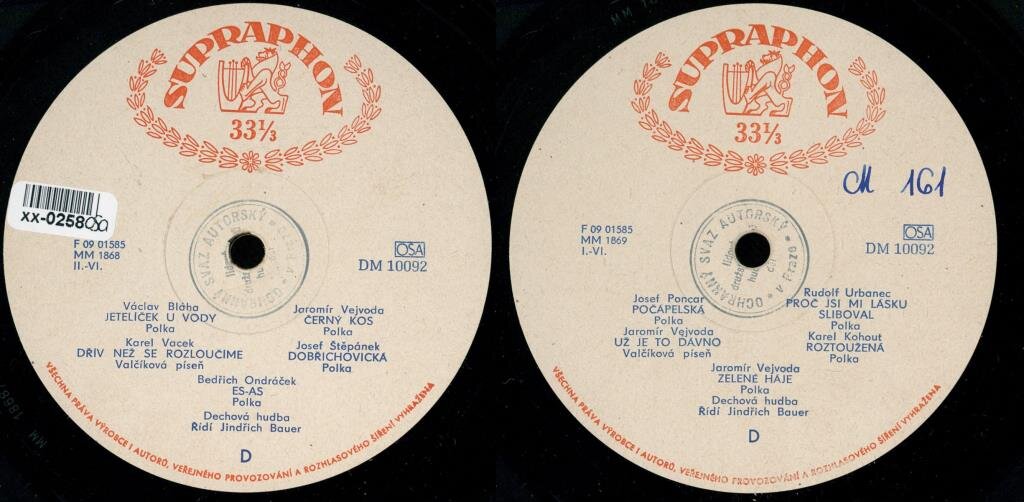 SUPRAPHON
33⅓
xx-0258
OSA
F 09 01585
MM 1868
II.-VI.
OSA
DM 10092
OCHRANNÝ SVAZ AUTORSKÝ
Václav Bláha
JETELÍČEK U VODY
Polka
Karel Vacek
DŘÍV NEŽ SE ROZLOUČÍME
Valčíková píseň
Jaromír Vejvoda
ČERNÝ KOS
Polka
Josef Štěpánek
DOBŘICHOVICKÁ
Polka
Bedřich Ondráček
ES-AS
Polka
Dechová hudba
Řídí Jindřich Bauer
D
VŠECHNA PRÁVA VÝROBCE I AUTORŮ, VEŘEJNÉHO PROVOZOVÁNÍ A ROZHLASOVÉHO ŠÍŘENÍ VYHRAŽENA
SUPRAPHON
33⅓
M 161
F 09 01585
MM 1869
I.-VI.
OSA
DM 10092
OCHRANNÝ SVAZ AUTORSKÝ
v Praze
Josef Poncar
POČAPELSKÁ
Polka
Jaromír Vejvoda
UŽ JE TO DÁVNO
Valčíková píseň
Rudolf Urbanec
PROČ JSI MI LÁSKU
SLIBOVAL
Polka
Karel Kohout
ROZTOUŽENÁ
Polka
Jaromír Vejvoda
ZELENÉ HÁJE
Polka
Dechová hudba
Řídí Jindřich Bauer
D
VŠECHNA PRÁVA VÝROBCE I AUTORŮ, VEŘEJNÉHO PROVOZOVÁNÍ A ROZHLASOVÉHO ŠÍŘENÍ VYHRAŽENA